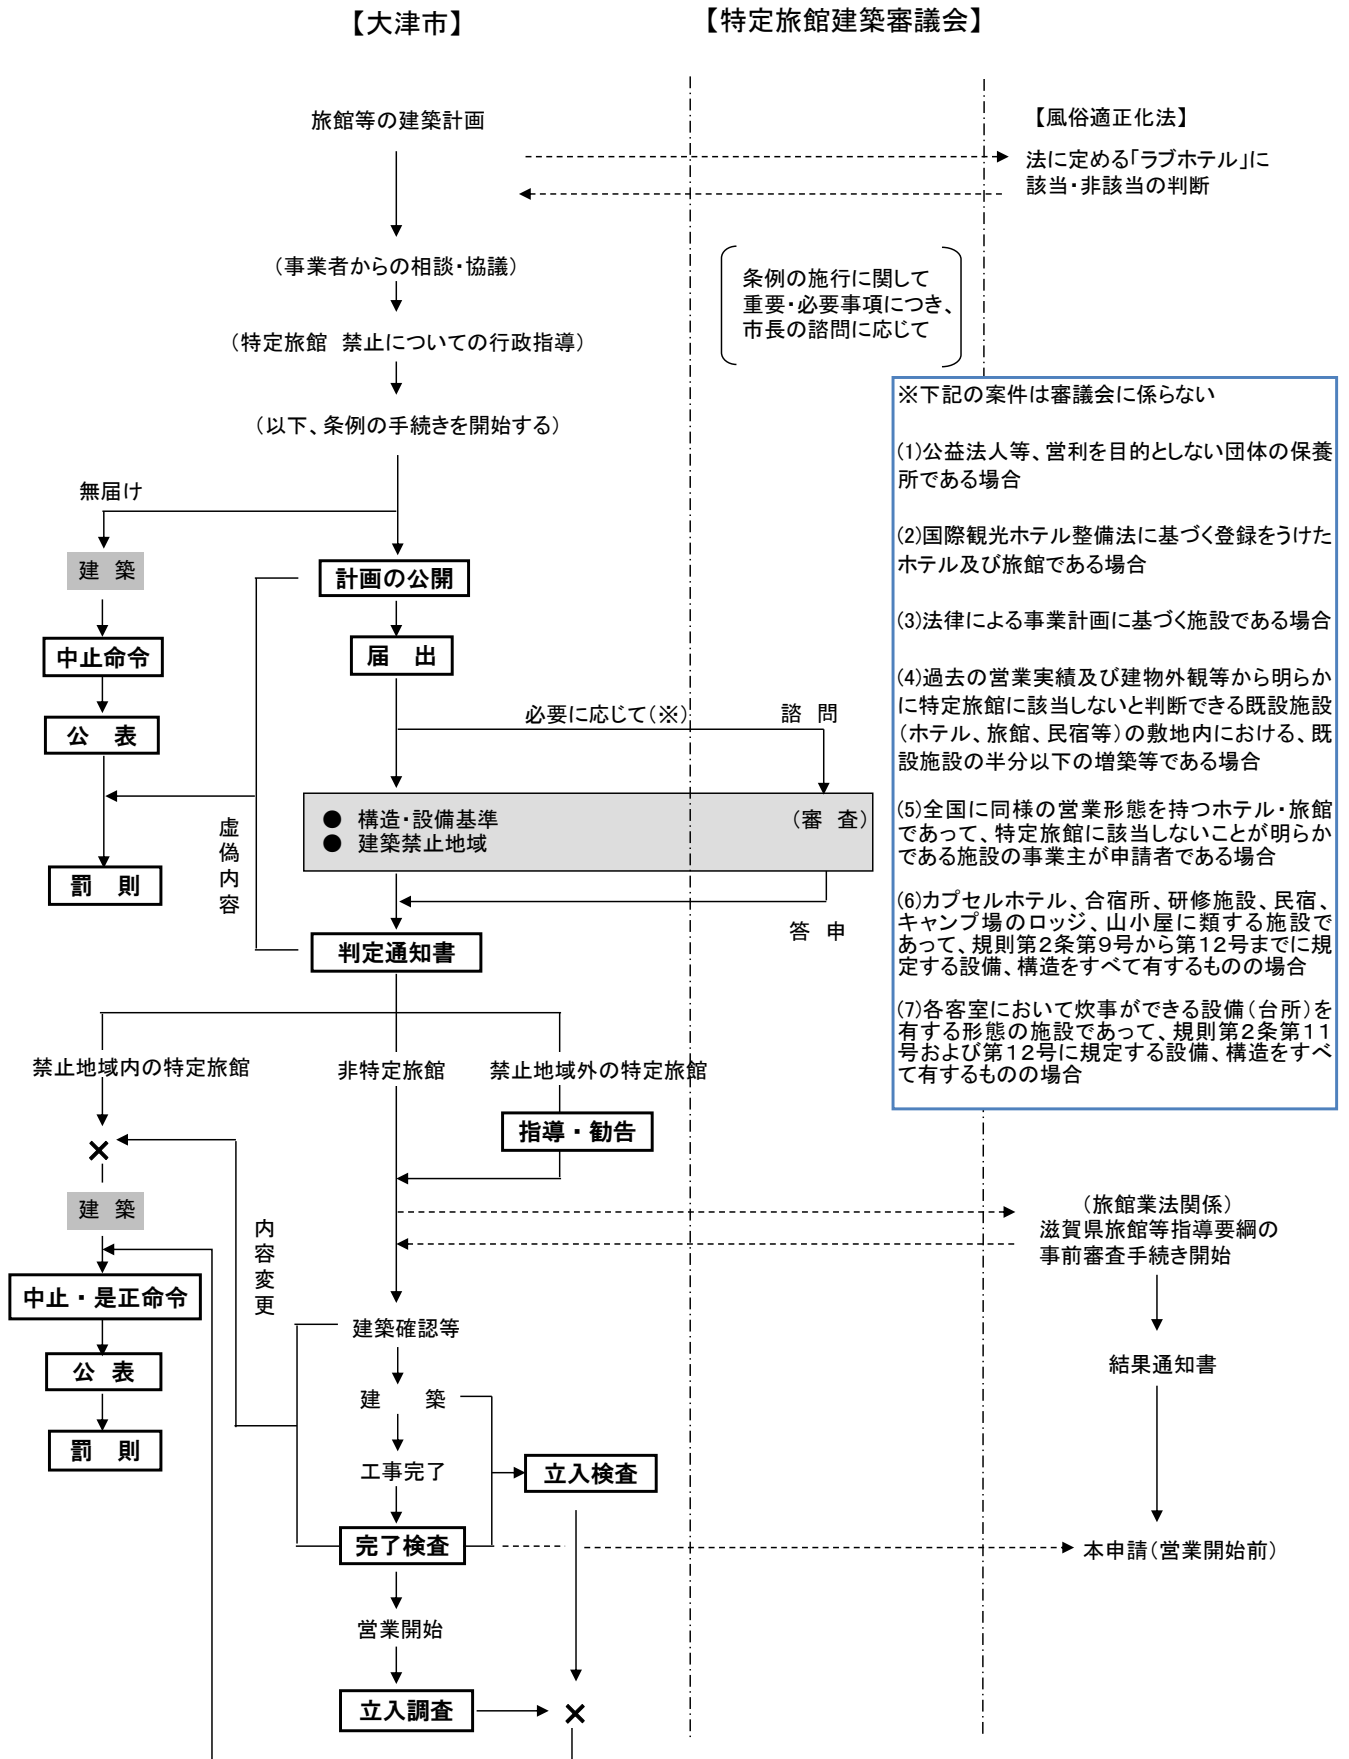 【大津市】
【特定旅館建築審議会】
旅館等の建築計画
【風俗適正化法】
法に定める「ラブホテル」に
該当・非該当の判断
（事業者からの相談・協議）
条例の施行に関して
重要・必要事項につき、
市長の諮問に応じて
（特定旅館 禁止についての行政指導）
（以下、条例の手続きを開始する）
※下記の案件は審議会に係らない
(1)公益法人等、営利を目的としない団体の保養
所である場合
(2)国際観光ホテル整備法に基づく登録をうけた
ホテル及び旅館である場合
(3)法律による事業計画に基づく施設である場合
(4)過去の営業実績及び建物外観等から明らか
に特定旅館に該当しないと判断できる既設施設
（ホテル、旅館、民宿等）の敷地内における、既
設施設の半分以下の増築等である場合
(5)全国に同様の営業形態を持つホテル・旅館
であって、特定旅館に該当しないことが明らか
である施設の事業主が申請者である場合
(6)カプセルホテル、合宿所、研修施設、民宿、
キャンプ場のロッジ、山小屋に類する施設で
あって、規則第２条第９号から第１２号までに規
定する設備、構造をすべて有するものの場合
(7)各客室において炊事ができる設備（台所）を
有する形態の施設であって、規則第２条第１１
号および第１２号に規定する設備、構造をすべ
て有するものの場合
無届け
建 築
中止命令
公 表
罰 則
計画の公開
届 出
必要に応じて（※）
諮 問
● 構造・設備基準
（審 査）
● 建築禁止地域
虚偽内容
答 申
判定通知書
禁止地域内の特定旅館
非特定旅館
禁止地域外の特定旅館
指導・勧告
×
建 築
内容変更
中止・是正命令
公 表
罰 則
（旅館業法関係）
滋賀県旅館等指導要綱の
事前審査手続き開始
建築確認等
結果通知書
建 築
工事完了
立入検査
完了検査
本申請（営業開始前）
営業開始
立入調査
×